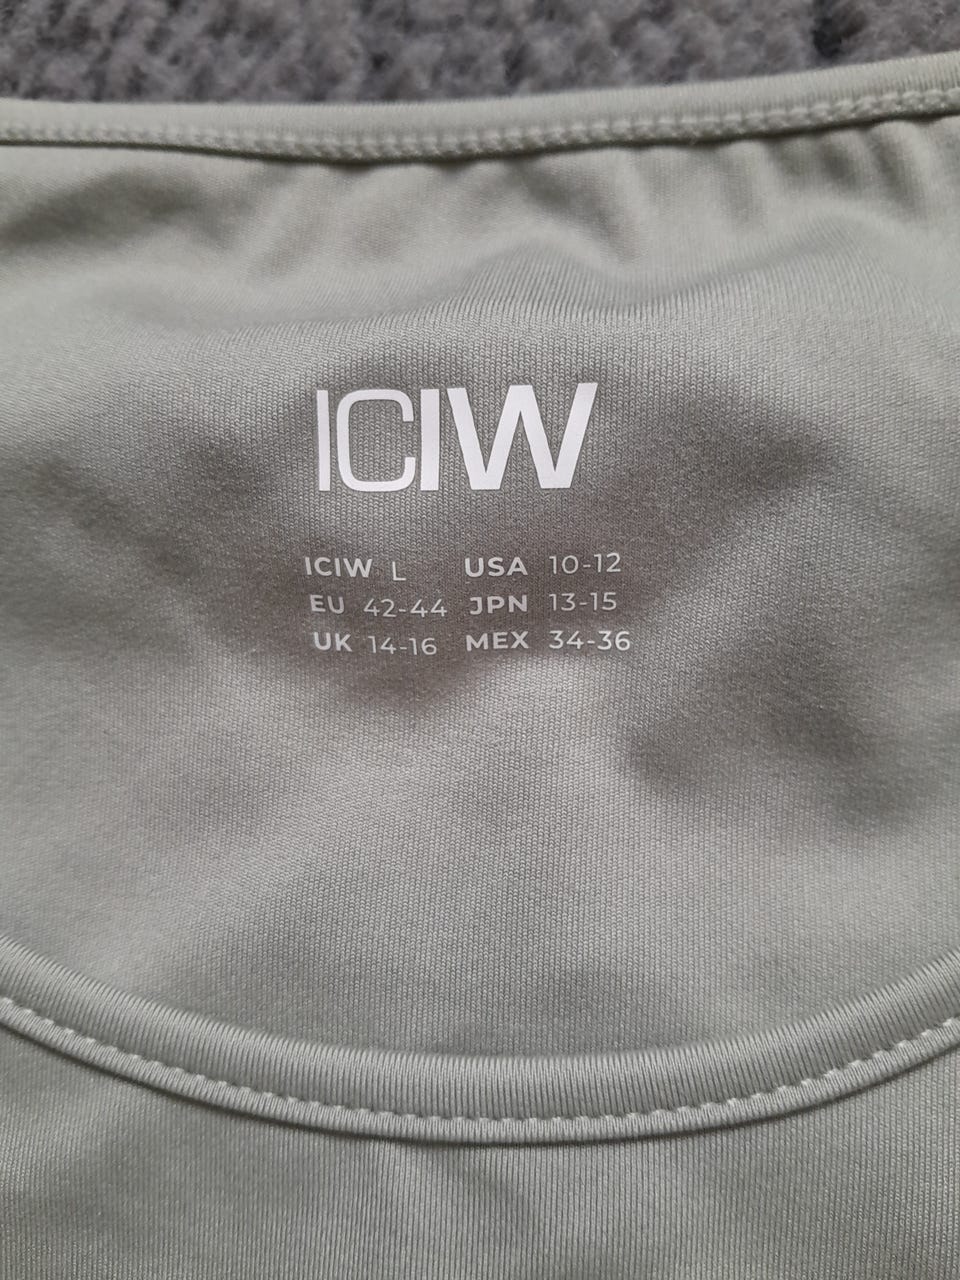 ICIW
ICIW L USA 10-12
EU 42-44 JPN 13-15
UK 14-16 MEX 34-36